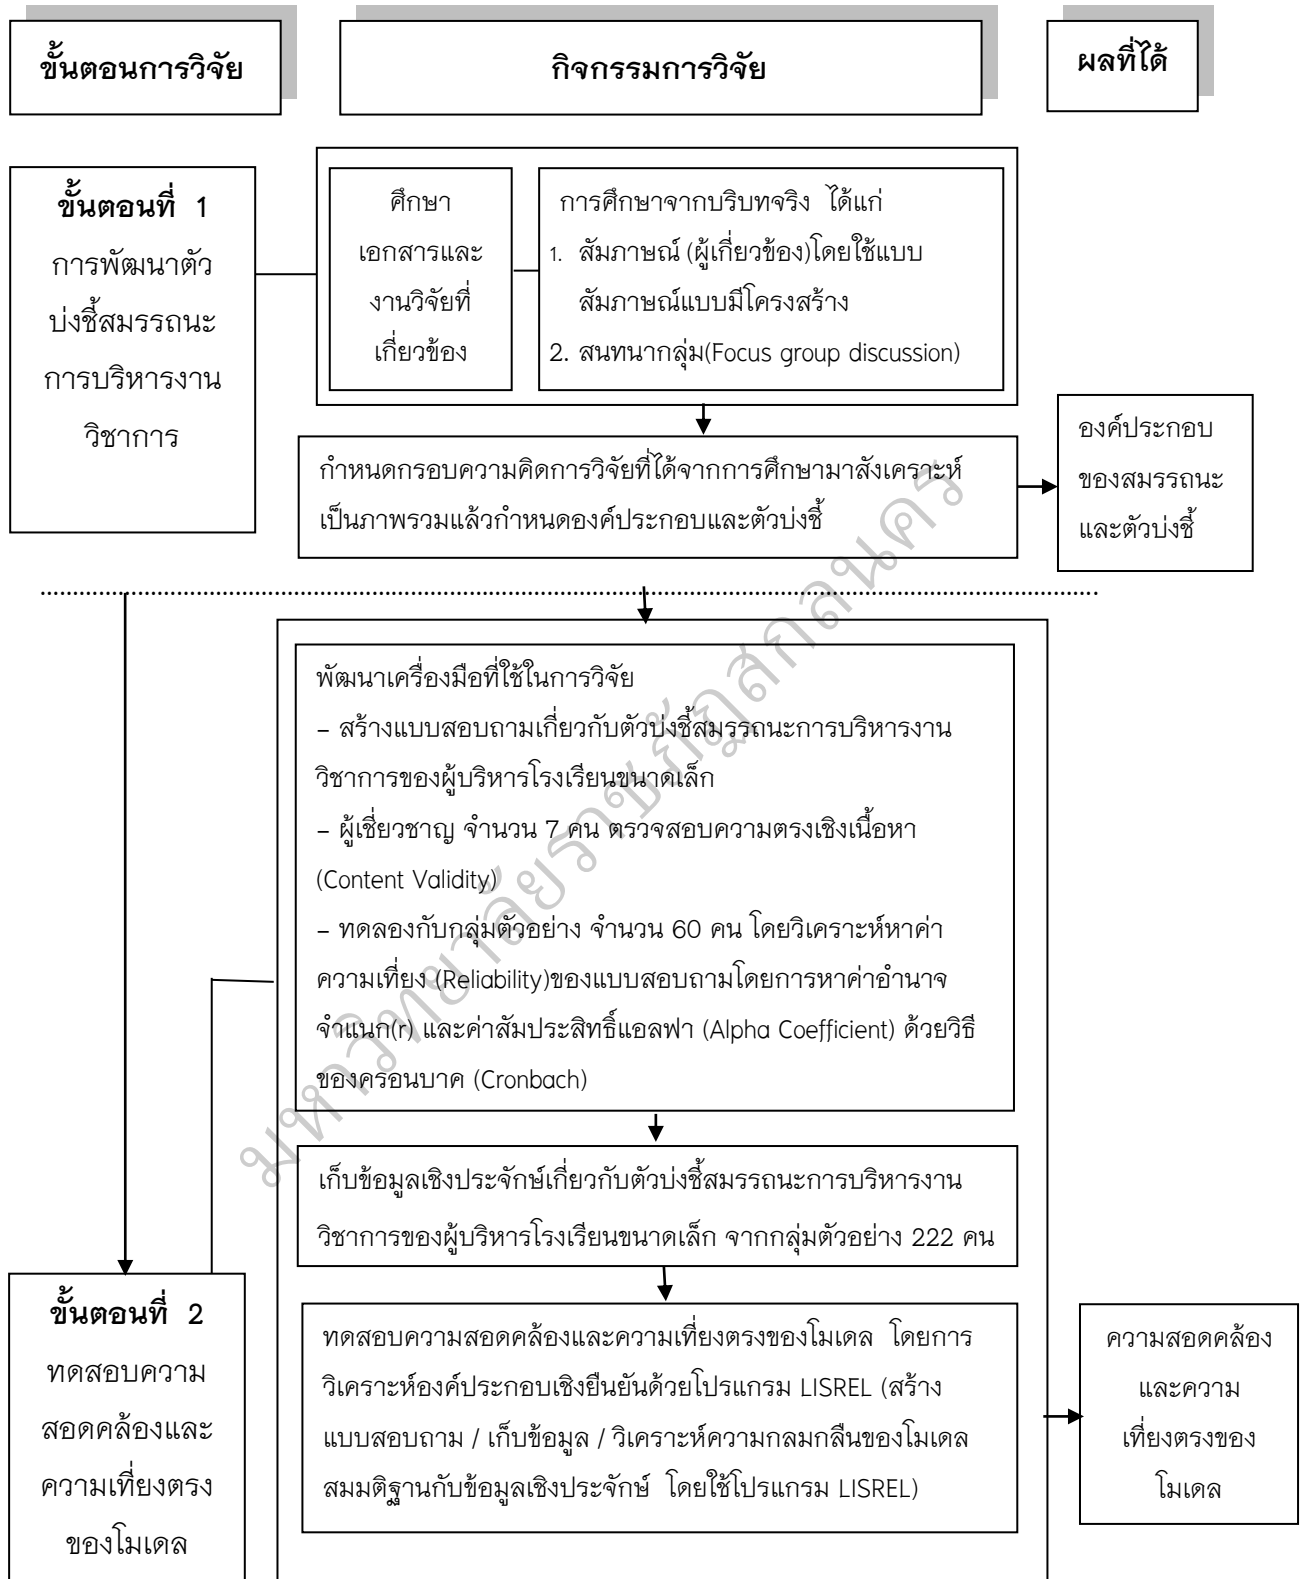 ขั้นตอนการวิจัย
กิจกรรมการวิจัย
ผลที่ได้
ขั้นตอนที่ 1
การพัฒนาตัว
บ่งชี้สมรรถนะ
การบริหารงาน
วิชาการ
ศึกษา
เอกสารและ
งานวิจัยที่
เกี่ยวข้อง
การศึกษาจากบริบทจริง ได้แก่
1. สัมภาษณ์ (ผู้เกี่ยวข้อง)โดยใช้แบบ
สัมภาษณ์แบบมีโครงสร้าง
2. สนทนากลุ่ม(Focus group discussion)
กำหนดกรอบความคิดการวิจัยที่ได้จากการศึกษามาสังเคราะห์
เป็นภาพรวมแล้วกำหนดองค์ประกอบและตัวบ่งชี้
องค์ประกอบ
ของสมรรถนะ
และตัวบ่งชี้
พัฒนาเครื่องมือที่ใช้ในการวิจัย
– สร้างแบบสอบถามเกี่ยวกับตัวบ่งชี้สมรรถนะการบริหารงาน
วิชาการของผู้บริหารโรงเรียนขนาดเล็ก
– ผู้เชี่ยวชาญ จำนวน 7 คน ตรวจสอบความตรงเชิงเนื้อหา
(Content Validity)
– ทดลองกับกลุ่มตัวอย่าง จำนวน 60 คน โดยวิเคราะห์หาค่า
ความเที่ยง (Reliability)ของแบบสอบถามโดยการหาค่าอำนาจ
จำแนก(r) และค่าสัมประสิทธิ์แอลฟา (Alpha Coefficient) ด้วยวิธี
ของครอนบาค (Cronbach)
เก็บข้อมูลเชิงประจักษ์เกี่ยวกับตัวบ่งชี้สมรรถนะการบริหารงาน
วิชาการของผู้บริหารโรงเรียนขนาดเล็ก จากกลุ่มตัวอย่าง 222 คน
ขั้นตอนที่ 2
ทดสอบความ
สอดคล้องและ
ความเที่ยงตรง
ของโมเดล
ทดสอบความสอดคล้องและความเที่ยงตรงของโมเดล โดยการ
วิเคราะห์องค์ประกอบเชิงยืนยันด้วยโปรแกรม LISREL (สร้าง
แบบสอบถาม / เก็บข้อมูล / วิเคราะห์ความกลมกลืนของโมเดล
สมมติฐานกับข้อมูลเชิงประจักษ์ โดยใช้โปรแกรม LISREL)
ความสอดคล้อง
และความ
เที่ยงตรงของ
โมเดล
มหาวิทยาลัยราชภัฏสกลนคร